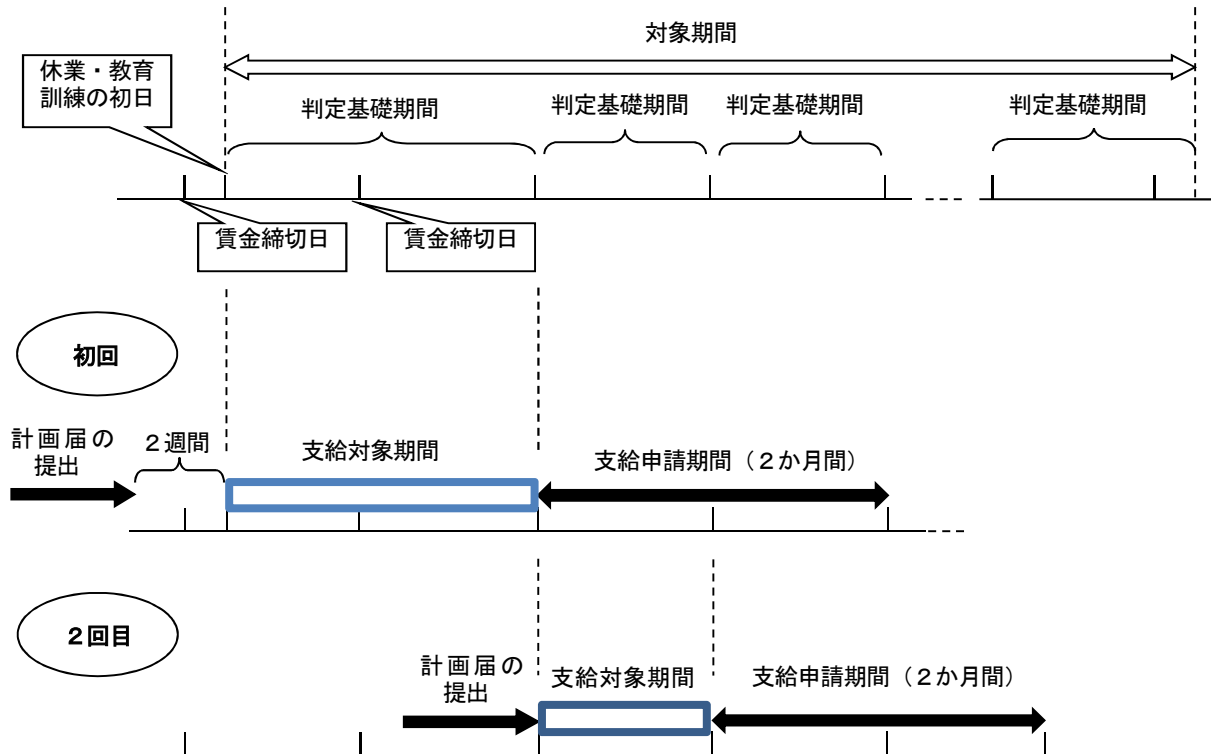 対象期間
休業・教育
訓練の初日
判定基礎期間
判定基礎期間
判定基礎期間
判定基礎期間
賃金締切日
賃金締切日
初回
計画届の
提出
２週間
支給対象期間
支給申請期間（２か月間）
２回目
計画届の
提出
支給対象期間
支給申請期間（２か月間）